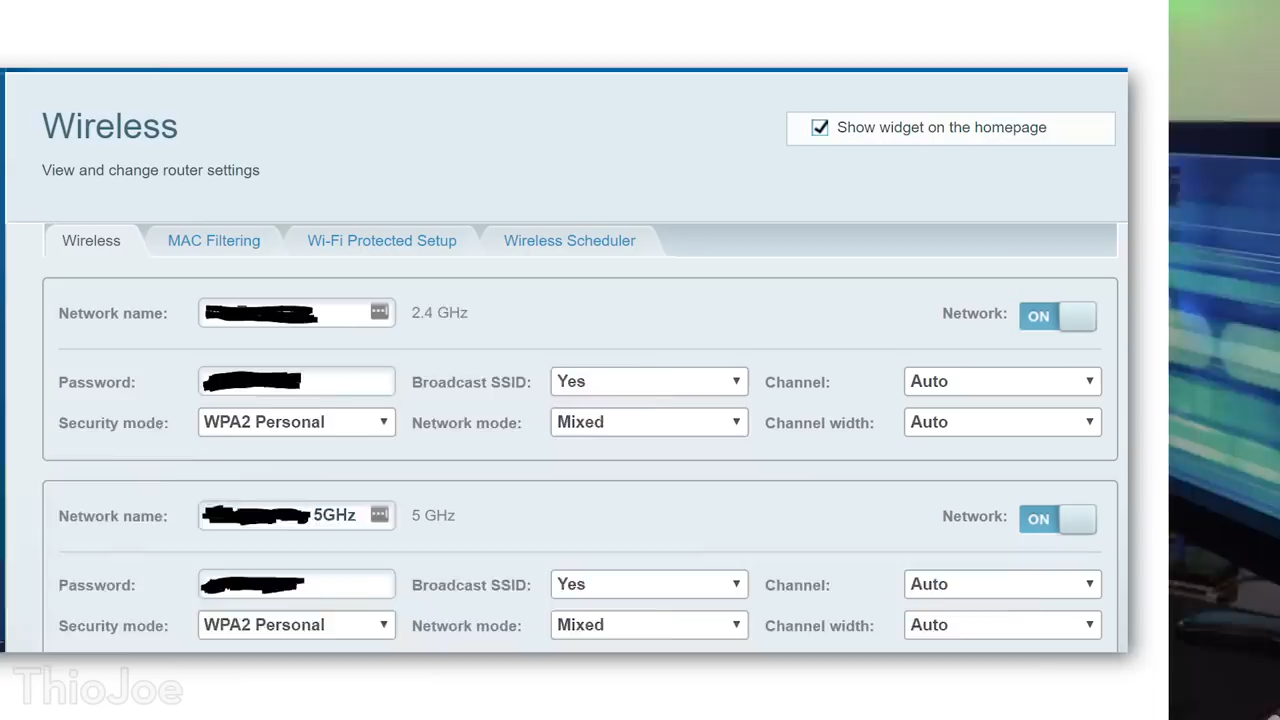 Wireless
Show widget on the homepage
View and change router settings
Wireless MAC Filtering Wi-Fi Protected Setup Wireless Scheduler
Network name: 2.4 GHz Network: ON
Password: Broadcast SSID: Yes Channel: Auto
Security mode: WPA2 Personal Network mode: Mixed Channel width: Auto
Network name: 5GHz 5 GHz Network: ON
Password: Broadcast SSID: Yes Channel: Auto
Security mode: WPA2 Personal Network mode: Mixed Channel width: Auto
ThioJoe